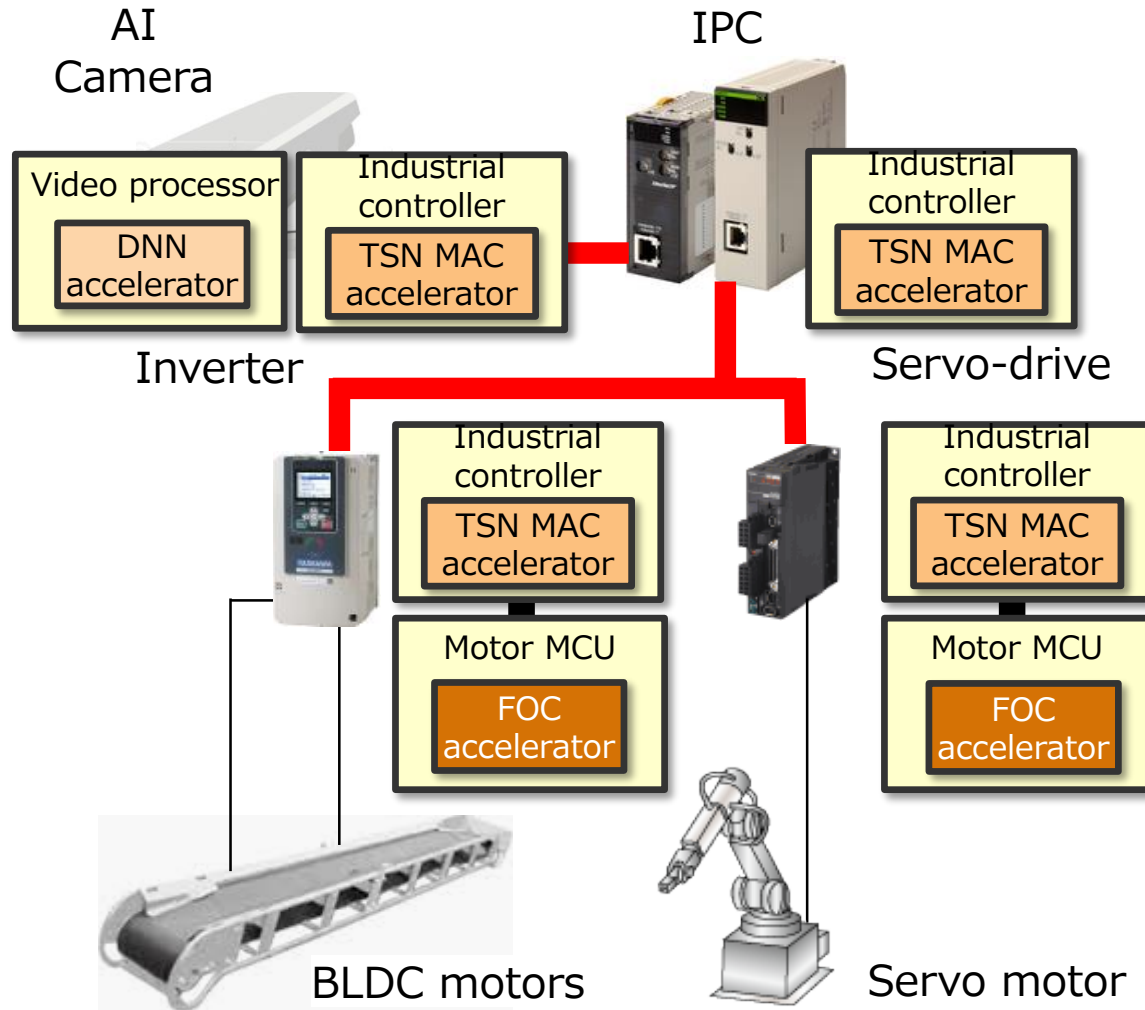 AI
Camera
IPC
Video processor
DNN
accelerator
Industrial
controller
TSN MAC
accelerator
Industrial
controller
TSN MAC
accelerator
Inverter
Servo-drive
Industrial
controller
TSN MAC
accelerator
Motor MCU
FOC
accelerator
Industrial
controller
TSN MAC
accelerator
Motor MCU
FOC
accelerator
YASKAWA
BLDC motors
Servo motor